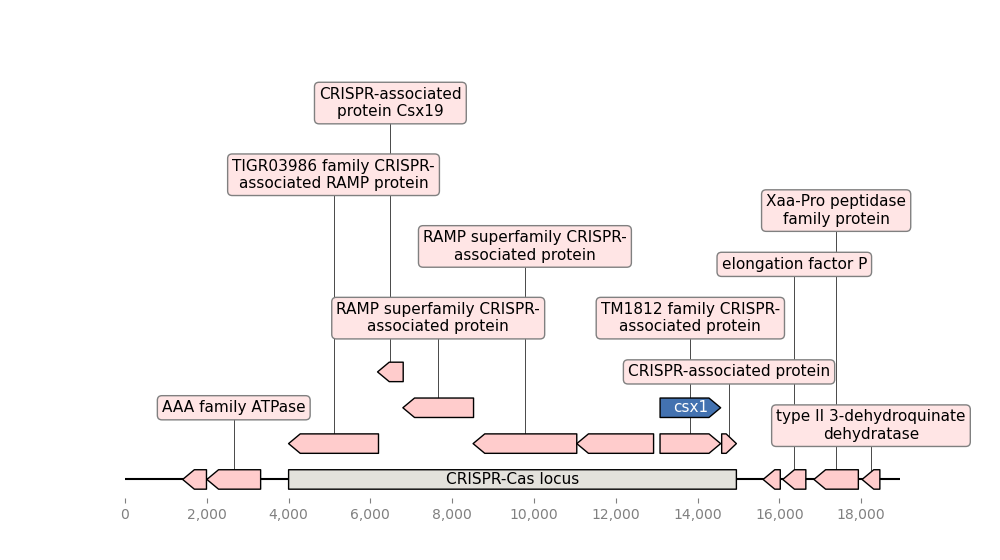 CRISPR-associated
protein Csx19
TIGR03986 family CRISPR-
associated RAMP protein
Xaa-Pro peptidase
family protein
RAMP superfamily CRISPR-
associated protein
elongation factor P
RAMP superfamily CRISPR-
associated protein
TM1812 family CRISPR-
associated protein
CRISPR-associated protein
AAA family ATPase
csx1
type II 3-dehydroquinate
dehydratase
CRISPR-Cas locus
0
2,000
4,000
6,000
8,000
10,000
12,000
14,000
16,000
18,000